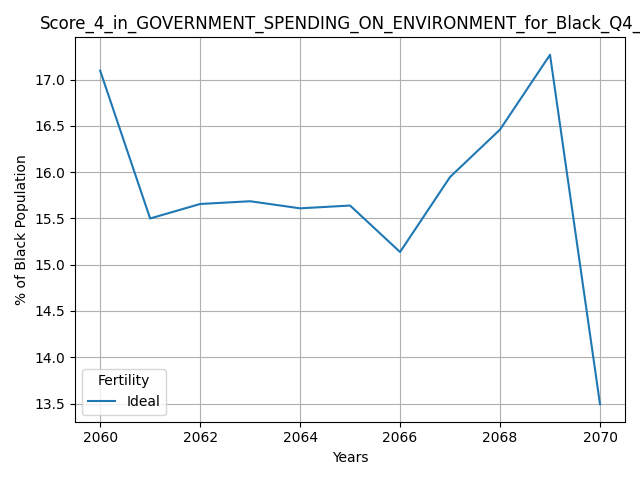 Score_4_in_GOVERNMENT_SPENDING_ON_ENVIRONMENT_for_Black_Q4_
17.0
16.5
16.0
15.5
15.0
14.5
14.0
13.5
% of Black Population
Fertility
Ideal
2060 2062 2064 2066 2068 2070
Years